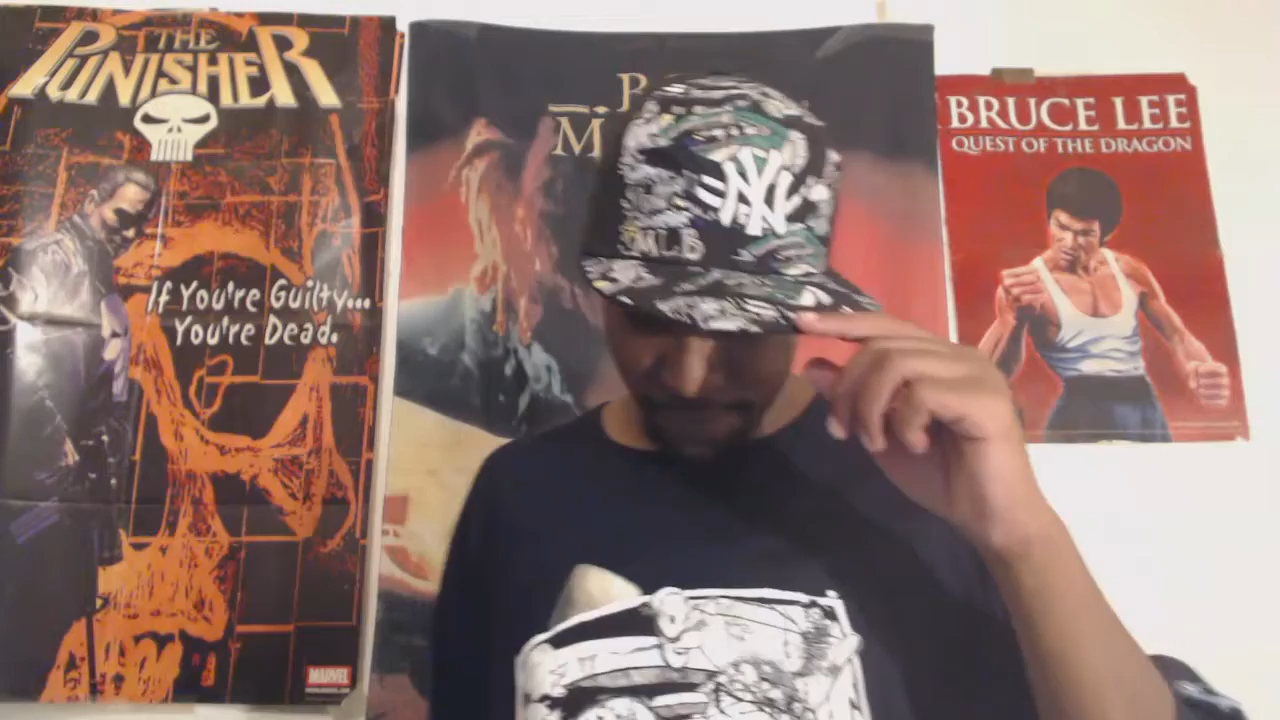 THE
PUNISHER
If You're Guilty...
You're Dead.
MARVEL
M
NY
MLB
BRUCE LEE
QUEST OF THE DRAGON